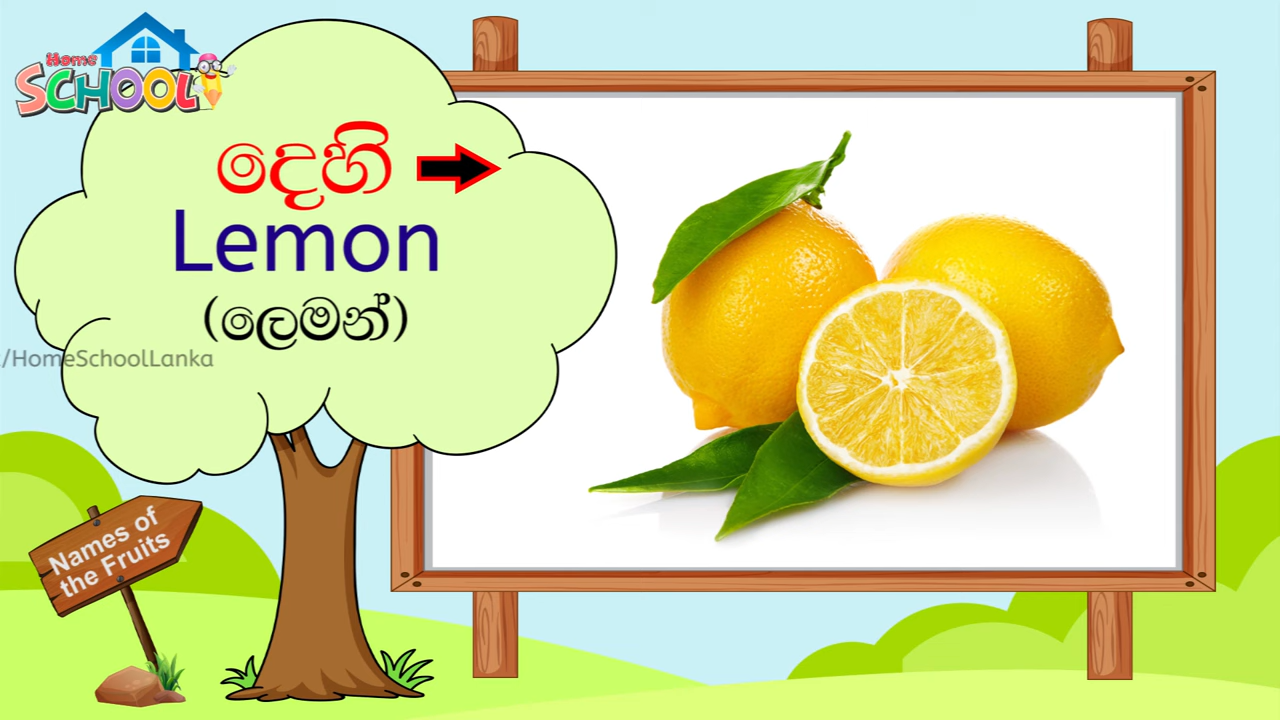 Home
SCHOOL
දෙහි
Lemon
(ලෙමන්)
/HomeSchoolLanka
Names of
the Fruits